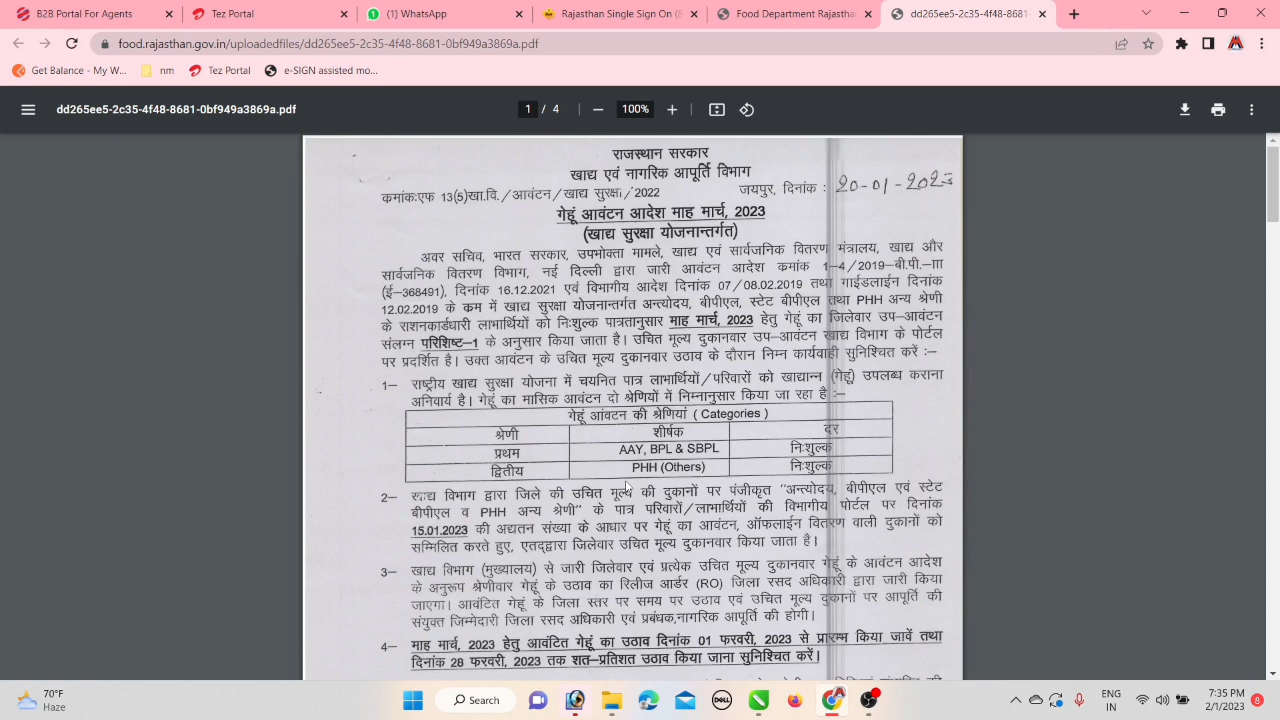 B2B Portal For Agents
Tez Portal
(1) WhatsApp
Rajasthan Single Sign On (8
Food Department Rajasthan
dd265ee5-2c35-4f48-8681-
food.rajasthan.gov.in/uploadedfiles/dd265ee5-2c35-4f48-8681-0bf949a3869a.pdf
Get Balance - My W...
nm
Tez Portal
e-SIGN assisted mo...
dd265ee5-2c35-4f48-8681-0bf949a3869a.pdf
1 / 4
100%
राजस्थान सरकार
खाद्य एवं नागरिक आपूर्ति विभाग
कमांक:एफ 13(5)खा.वि./आवंटन/खाद्य सुरक्षा/2022 जयपुर, दिनांक : 20-01-2023
गेहूं आवंटन आदेश माह मार्च, 2023
(खाद्य सुरक्षा योजनान्तर्गत)
अवर सचिव, भारत सरकार, उपभोक्ता मामले, खाद्य एवं सार्वजनिक वितरण मंत्रालय, खाद्य और
सार्वजनिक वितरण विभाग, नई दिल्ली द्वारा जारी आवंटन आदेश कमांक 1-4/2019-बी.पी.-III
(ई-368491), दिनांक 16.12.2021 एवं विभागीय आदेश दिनांक 07/08.02.2019 तथा गाईडलाईन दिनांक
12.02.2019 के कम में खाद्य सुरक्षा योजनान्तर्गत अन्त्योदय, बीपीएल, स्टेट बीपीएल तथा PHH अन्य श्रेणी
के राशनकार्डधारी लाभार्थियों को निःशुल्क पात्रतानुसार माह मार्च, 2023 हेतु गेहूं का जिलेवार उप-आवंटन
संलग्न परिशिष्ट-1 के अनुसार किया जाता है। उचित मूल्य दुकानवार उप-आवंटन खाद्य विभाग के पोर्टल
पर प्रदर्शित है। उक्त आवंटन के उचित मूल्य दुकानवार उठाव के दौरान निम्न कार्यवाही सुनिश्चित करें :-
1- राष्ट्रीय खाद्य सुरक्षा योजना में चयनित पात्र लाभार्थियों/परिवारों को खाद्यान्न (गेहूं) उपलब्ध कराना
अनिवार्य है। गेहूं का मासिक आवंटन दो श्रेणियों में निम्नानुसार किया जा रहा है :-
गेहूं आंवटन की श्रेणियां ( Categories )
श्रेणी शीर्षक दर
प्रथम AAY, BPL & SBPL निःशुल्क
द्वितीय PHH (Others) निःशुल्क
2- खाद्य विभाग द्वारा जिले की उचित मूल्य की दुकानों पर पंजीकृत "अन्त्योदय, बीपीएल एवं स्टेट
बीपीएल व PHH अन्य श्रेणी" के पात्र परिवारों/लाभार्थियों की विभागीय पोर्टल पर दिनांक
15.01.2023 की अद्यतन संख्या के आधार पर गेहूं का आवंटन, ऑफलाईन वितरण वाली दुकानों को
सम्मिलित करते हुए, एतद्द्वारा जिलेवार उचित मूल्य दुकानवार किया जाता है।
3- खाद्य विभाग (मुख्यालय) से जारी जिलेवार एवं प्रत्येक उचित मूल्य दुकानवार गेहूं के आवंटन आदेश
के अनुरूप श्रेणीवार गेहूं के उठाव का रिलीज आर्डर (RO) जिला रसद अधिकारी द्वारा जारी किया
जाएगा। आवंटित गेहूं के जिला स्तर पर समय पर उठाव एवं उचित मूल्य दुकानों पर आपूर्ति की
संयुक्त जिम्मेदारी जिला रसद अधिकारी एवं प्रबंधक,नागरिक आपूर्ति की होगी।
4- माह मार्च, 2023 हेतु आवंटित गेहूं का उठाव दिनांक 01 फरवरी, 2023 से प्रारम्भ किया जावें तथा
दिनांक 28 फरवरी, 2023 तक शत-प्रतिशत उठाव किया जाना सुनिश्चित करें।
70°F
Haze
Search
DELL
ENG
IN
7:35 PM
2/1/2023
8